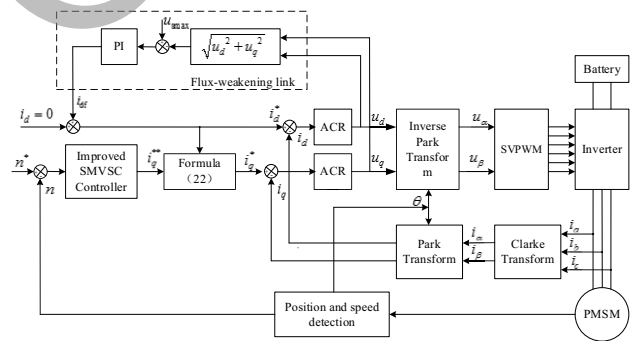 u_smax
PI
√(u_d² + u_q²)
Flux-weakening link
i_df
i_d = 0
i_d^*
i_d
ACR
u_d
n^*
n
Improved
SMVSC
Controller
i_q^**
Formula
（22）
i_q^*
i_q
ACR
u_q
Inverse
Park
Transfor
m
u_α
u_β
SVPWM
Battery
Inverter
θ
Park
Transform
i_α
i_β
Clarke
Transform
i_a
i_b
i_c
Position and speed
detection
PMSM